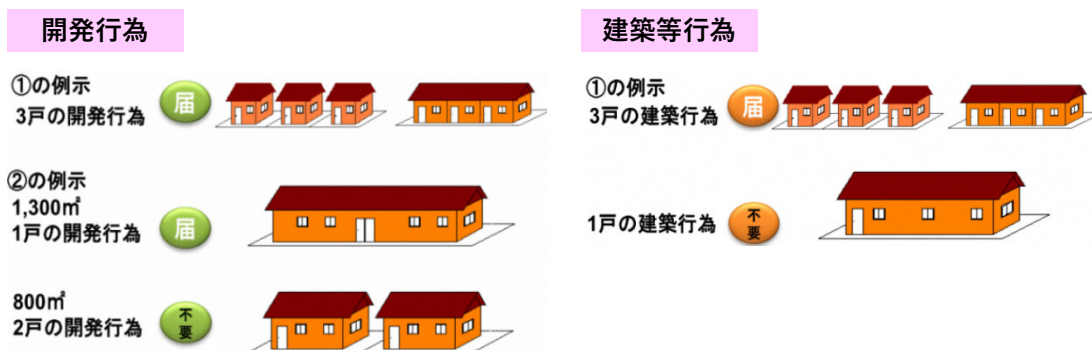 開発行為
①の例示
3戸の開発行為
届
②の例示
1,300㎡
1戸の開発行為
届
800㎡
2戸の開発行為
不要
建築等行為
①の例示
3戸の建築行為
届
1戸の建築行為
不要